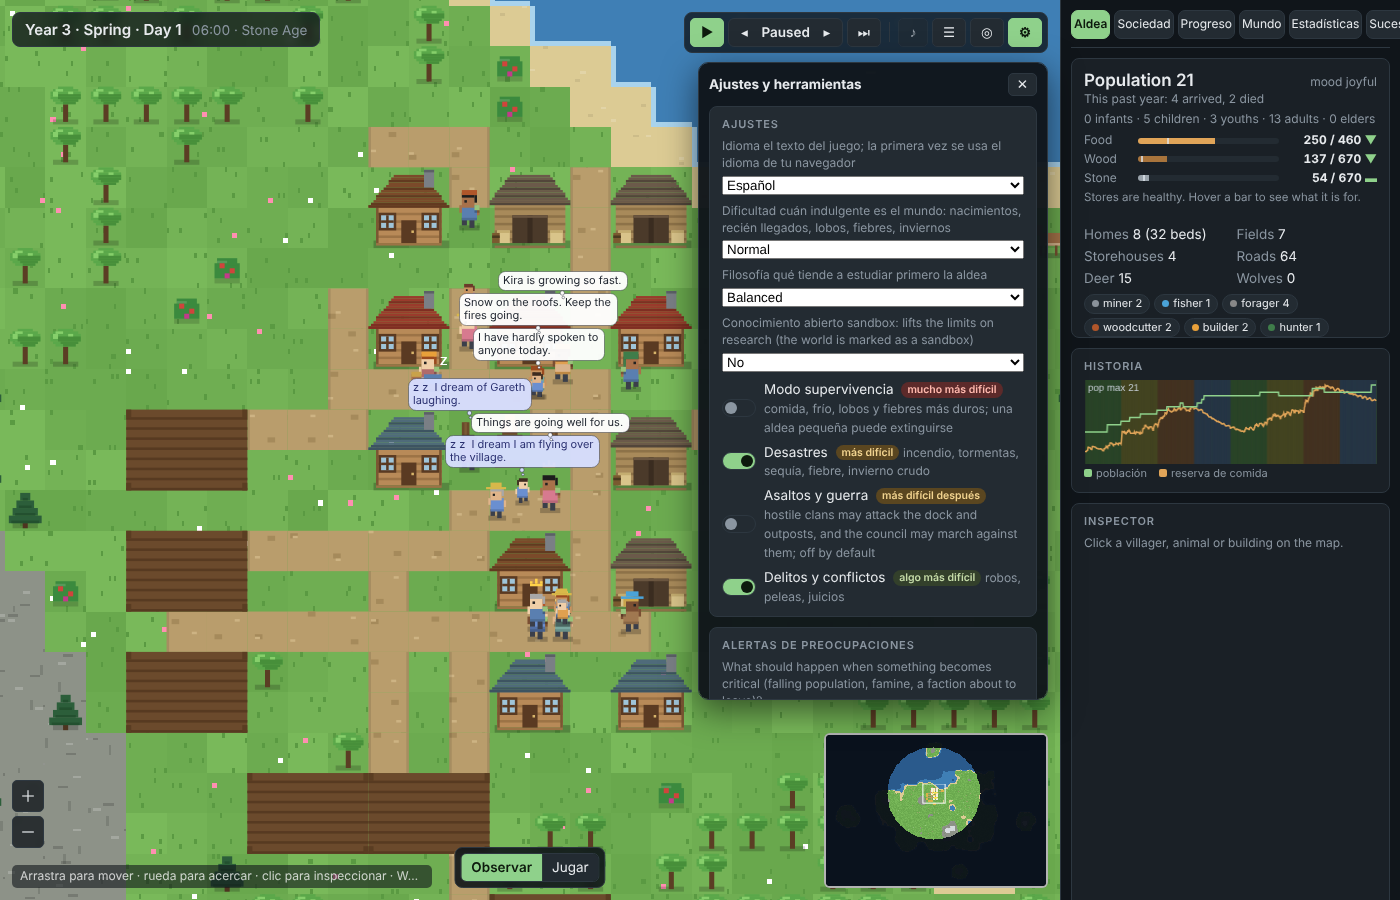 Year 3 · Spring · Day 1 06:00 · Stone Age
Paused
Aldea Sociedad Progreso Mundo Estadísticas Suces
Ajustes y herramientas
AJUSTES
Idioma el texto del juego; la primera vez se usa el
idioma de tu navegador
Español
Dificultad cuán indulgente es el mundo: nacimientos,
recién llegados, lobos, fiebres, inviernos
Normal
Filosofía qué tiende a estudiar primero la aldea
Balanced
Conocimiento abierto sandbox: lifts the limits on
research (the world is marked as a sandbox)
No
Modo supervivencia mucho más difícil
comida, frío, lobos y fiebres más duros; una
aldea pequeña puede extinguirse
Desastres más difícil incendio, tormentas,
sequía, fiebre, invierno crudo
Asaltos y guerra más difícil después
hostile clans may attack the dock and
outposts, and the council may march against
them; off by default
Delitos y conflictos algo más difícil robos,
peleas, juicios
ALERTAS DE PREOCUPACIONES
What should happen when something becomes
critical (falling population, famine, a faction about to
Population 21 mood joyful
This past year: 4 arrived, 2 died
0 infants · 5 children · 3 youths · 13 adults · 0 elders
Food 250 / 460
Wood 137 / 670
Stone 54 / 670
Stores are healthy. Hover a bar to see what it is for.
Homes 8 (32 beds) Fields 7
Storehouses 4 Roads 64
Deer 15 Wolves 0
miner 2 fisher 1 forager 4
woodcutter 2 builder 2 hunter 1
HISTORIA
pop max 21
población reserva de comida
INSPECTOR
Click a villager, animal or building on the map.
Kira is growing so fast.
Snow on the roofs. Keep the
fires going.
I have hardly spoken to
anyone today.
z
z z I dream of Gareth
laughing.
Things are going well for us.
z z I dream I am flying over
the village.
+
−
Arrastra para mover · rueda para acercar · clic para inspeccionar · W...
Observar Jugar